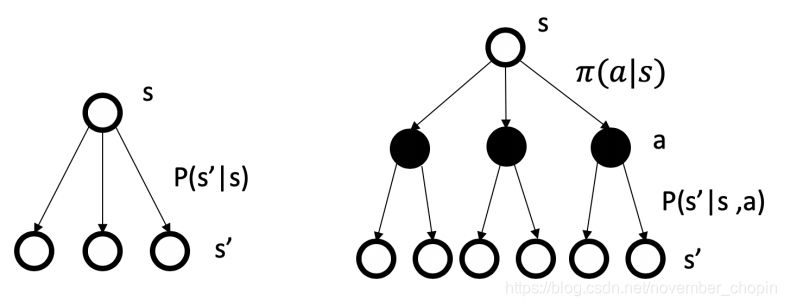 s
P(s'|s)
s'
s
π(a|s)
a
P(s'|s ,a)
s'
https://blog.csdn.net/november_chopin